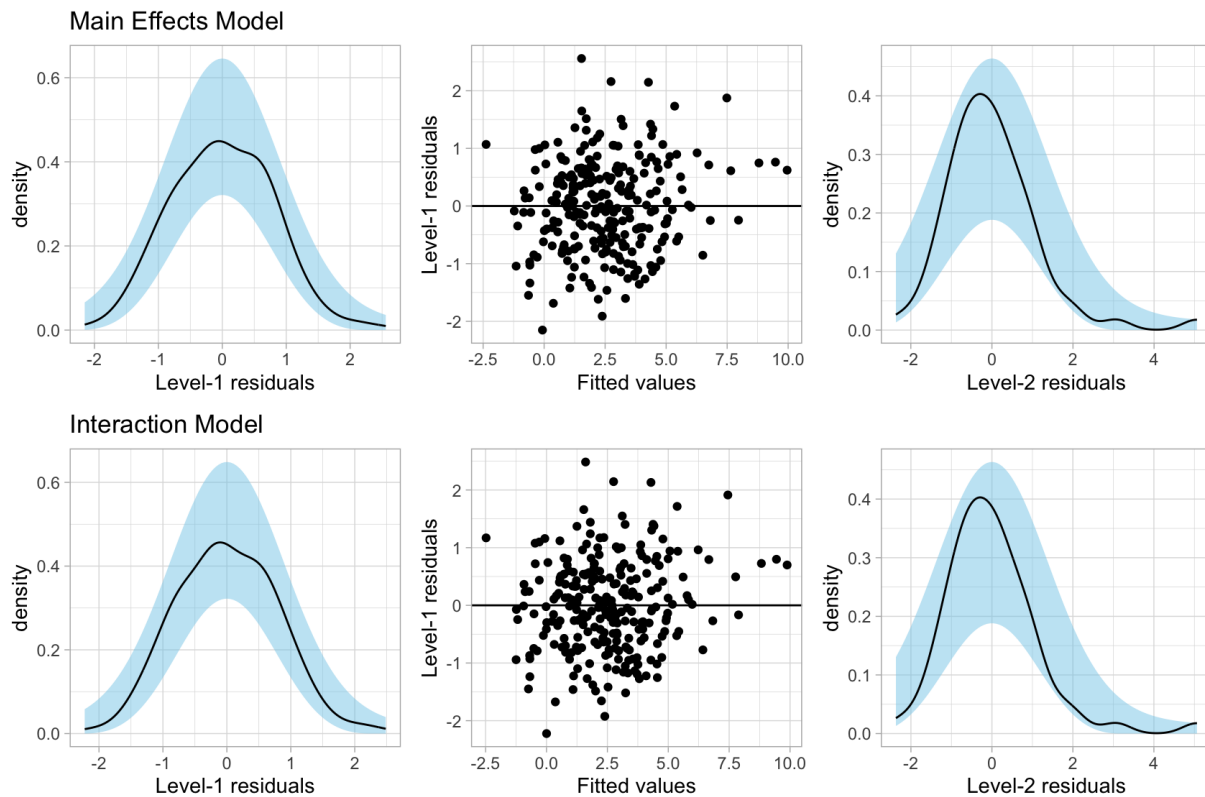 Main Effects Model
density
0.6
0.4
0.2
0.0
-2 -1 0 1 2
Level-1 residuals
Level-1 residuals
2
1
0
-1
-2
-2.5 0.0 2.5 5.0 7.5 10.0
Fitted values
density
0.4
0.3
0.2
0.1
0.0
-2 0 2 4
Level-2 residuals
Interaction Model
density
0.6
0.4
0.2
0.0
-2 -1 0 1 2
Level-1 residuals
Level-1 residuals
2
1
0
-1
-2
-2.5 0.0 2.5 5.0 7.5 10.0
Fitted values
density
0.4
0.3
0.2
0.1
0.0
-2 0 2 4
Level-2 residuals